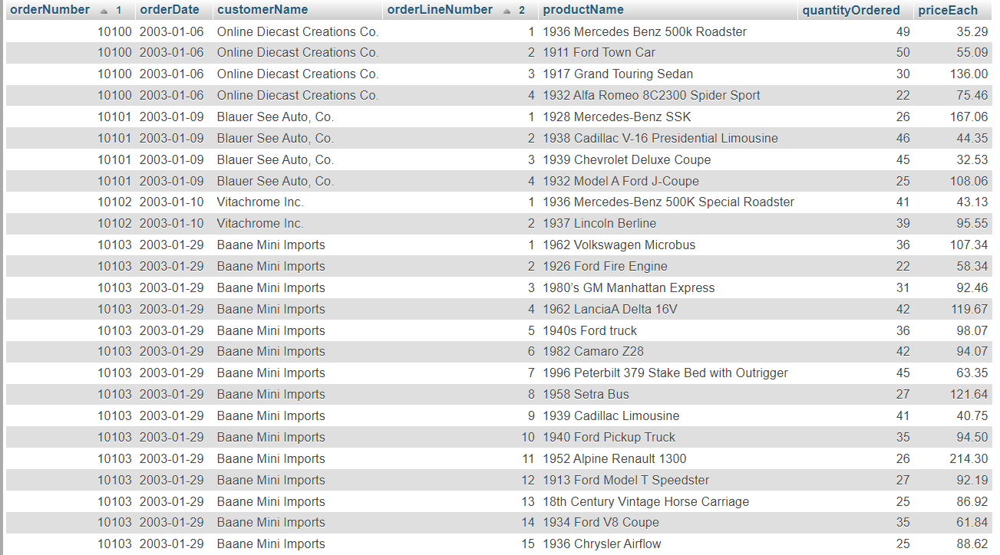 orderNumber 1 orderDate customerName orderLineNumber 2 productName quantityOrdered priceEach
10100 2003-01-06 Online Diecast Creations Co. 1 1936 Mercedes Benz 500k Roadster 49 35.29
10100 2003-01-06 Online Diecast Creations Co. 2 1911 Ford Town Car 50 55.09
10100 2003-01-06 Online Diecast Creations Co. 3 1917 Grand Touring Sedan 30 136.00
10100 2003-01-06 Online Diecast Creations Co. 4 1932 Alfa Romeo 8C2300 Spider Sport 22 75.46
10101 2003-01-09 Blauer See Auto, Co. 1 1928 Mercedes-Benz SSK 26 167.06
10101 2003-01-09 Blauer See Auto, Co. 2 1938 Cadillac V-16 Presidential Limousine 46 44.35
10101 2003-01-09 Blauer See Auto, Co. 3 1939 Chevrolet Deluxe Coupe 45 32.53
10101 2003-01-09 Blauer See Auto, Co. 4 1932 Model A Ford J-Coupe 25 108.06
10102 2003-01-10 Vitachrome Inc. 1 1936 Mercedes-Benz 500K Special Roadster 41 43.13
10102 2003-01-10 Vitachrome Inc. 2 1937 Lincoln Berline 39 95.55
10103 2003-01-29 Baane Mini Imports 1 1962 Volkswagen Microbus 36 107.34
10103 2003-01-29 Baane Mini Imports 2 1926 Ford Fire Engine 22 58.34
10103 2003-01-29 Baane Mini Imports 3 1980’s GM Manhattan Express 31 92.46
10103 2003-01-29 Baane Mini Imports 4 1962 LanciaA Delta 16V 42 119.67
10103 2003-01-29 Baane Mini Imports 5 1940s Ford truck 36 98.07
10103 2003-01-29 Baane Mini Imports 6 1982 Camaro Z28 42 94.07
10103 2003-01-29 Baane Mini Imports 7 1996 Peterbilt 379 Stake Bed with Outrigger 45 63.35
10103 2003-01-29 Baane Mini Imports 8 1958 Setra Bus 27 121.64
10103 2003-01-29 Baane Mini Imports 9 1939 Cadillac Limousine 41 40.75
10103 2003-01-29 Baane Mini Imports 10 1940 Ford Pickup Truck 35 94.50
10103 2003-01-29 Baane Mini Imports 11 1952 Alpine Renault 1300 26 214.30
10103 2003-01-29 Baane Mini Imports 12 1913 Ford Model T Speedster 27 92.19
10103 2003-01-29 Baane Mini Imports 13 18th Century Vintage Horse Carriage 25 86.92
10103 2003-01-29 Baane Mini Imports 14 1934 Ford V8 Coupe 35 61.84
10103 2003-01-29 Baane Mini Imports 15 1936 Chrysler Airflow 25 88.62